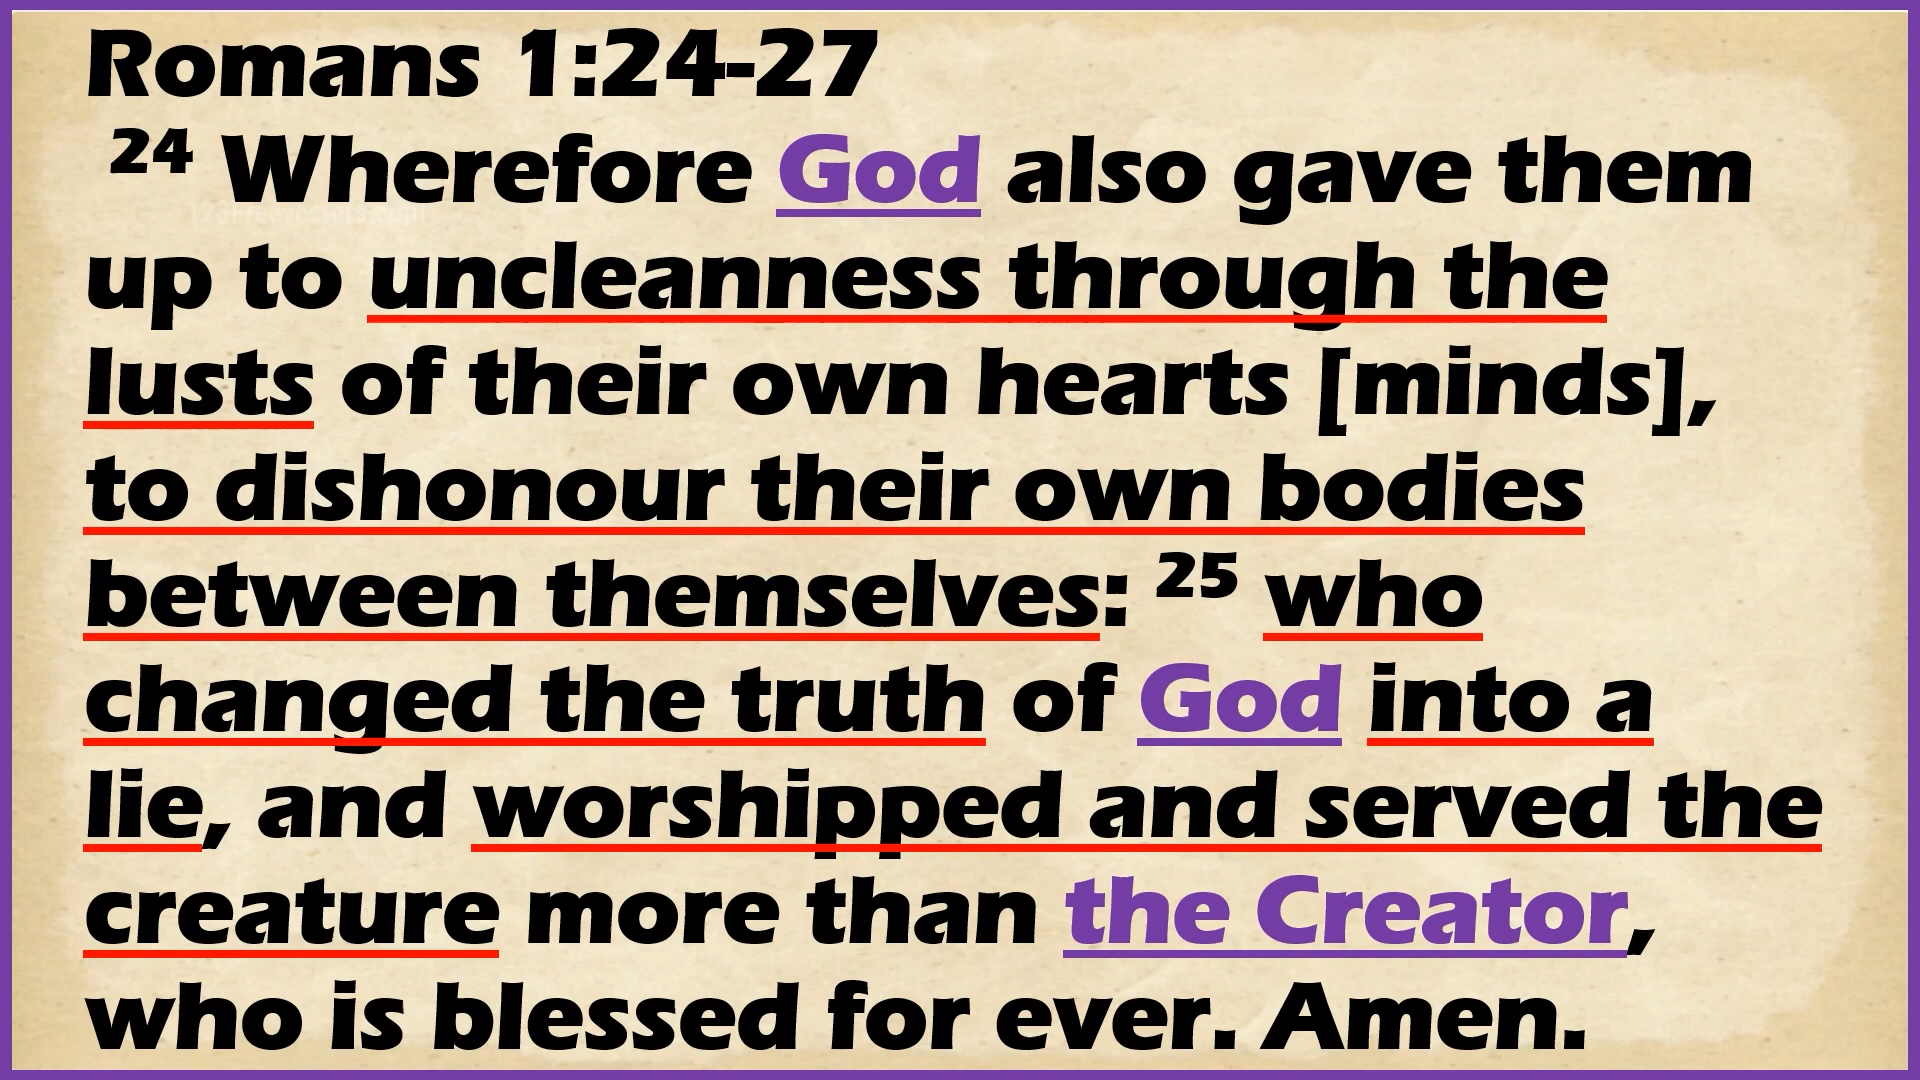 Romans 1:24-27
24 Wherefore God also gave them
up to uncleanness through the
lusts of their own hearts [minds],
to dishonour their own bodies
between themselves: 25 who
changed the truth of God into a
lie, and worshipped and served the
creature more than the Creator,
who is blessed for ever. Amen.